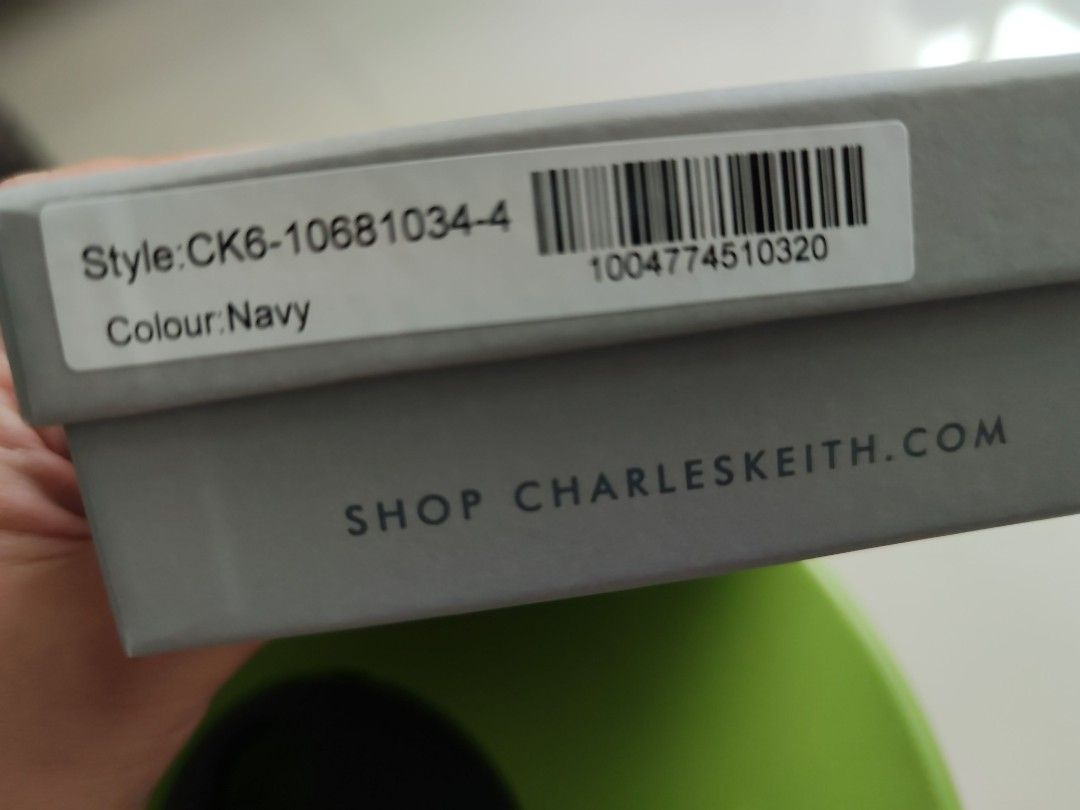 Style:CK6-10681034-4
Colour:Navy
1004774510320
SHOP CHARLESKEITH.COM